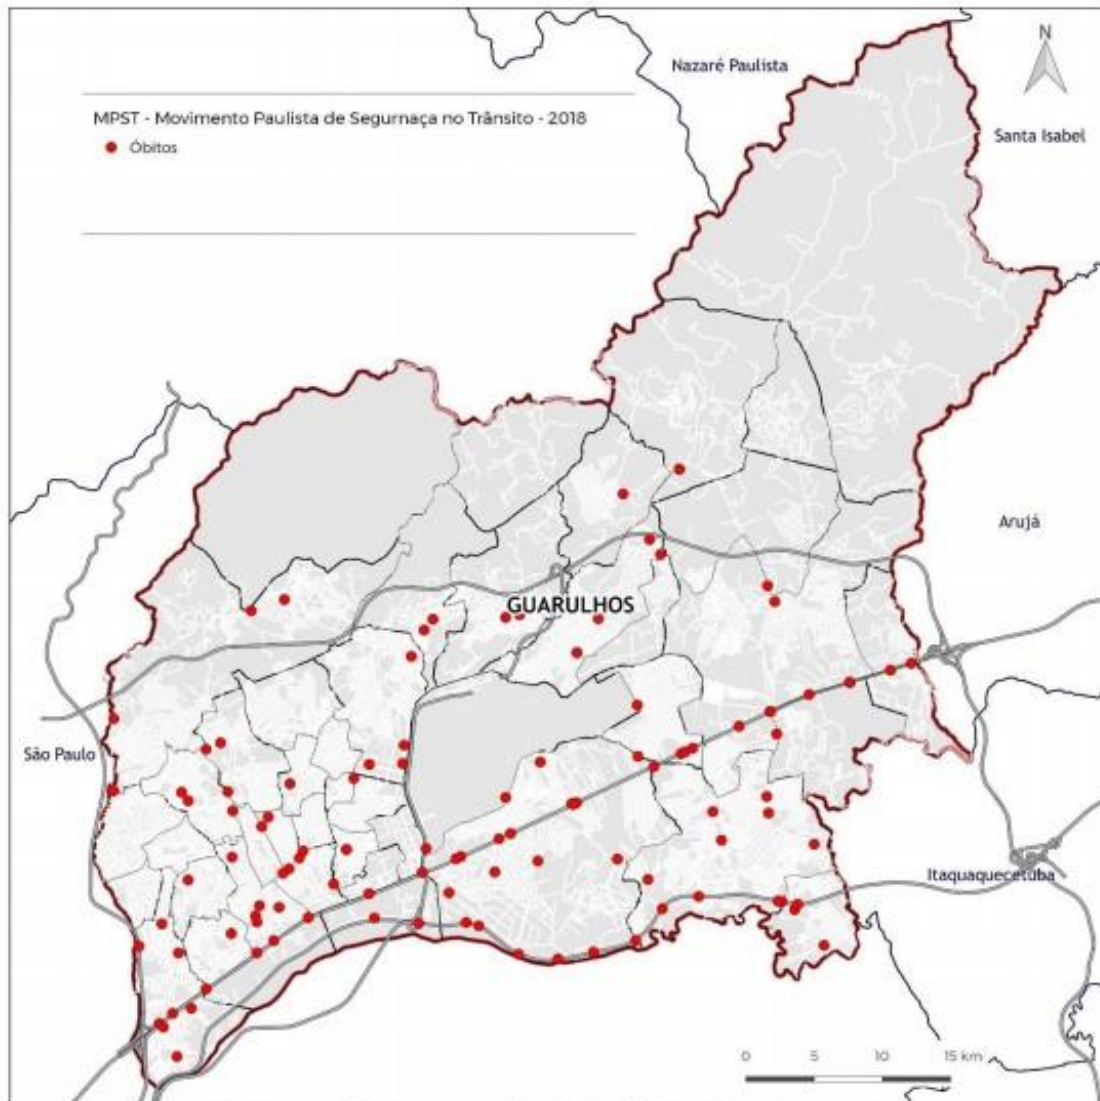 N
Nazaré Paulista
MPST - Movimento Paulista de Segurnaça no Trânsito - 2018
Óbitos
Santa Isabel
Arujá
GUARULHOS
São Paulo
Itaquaquecetuba
0 5 10 15 km